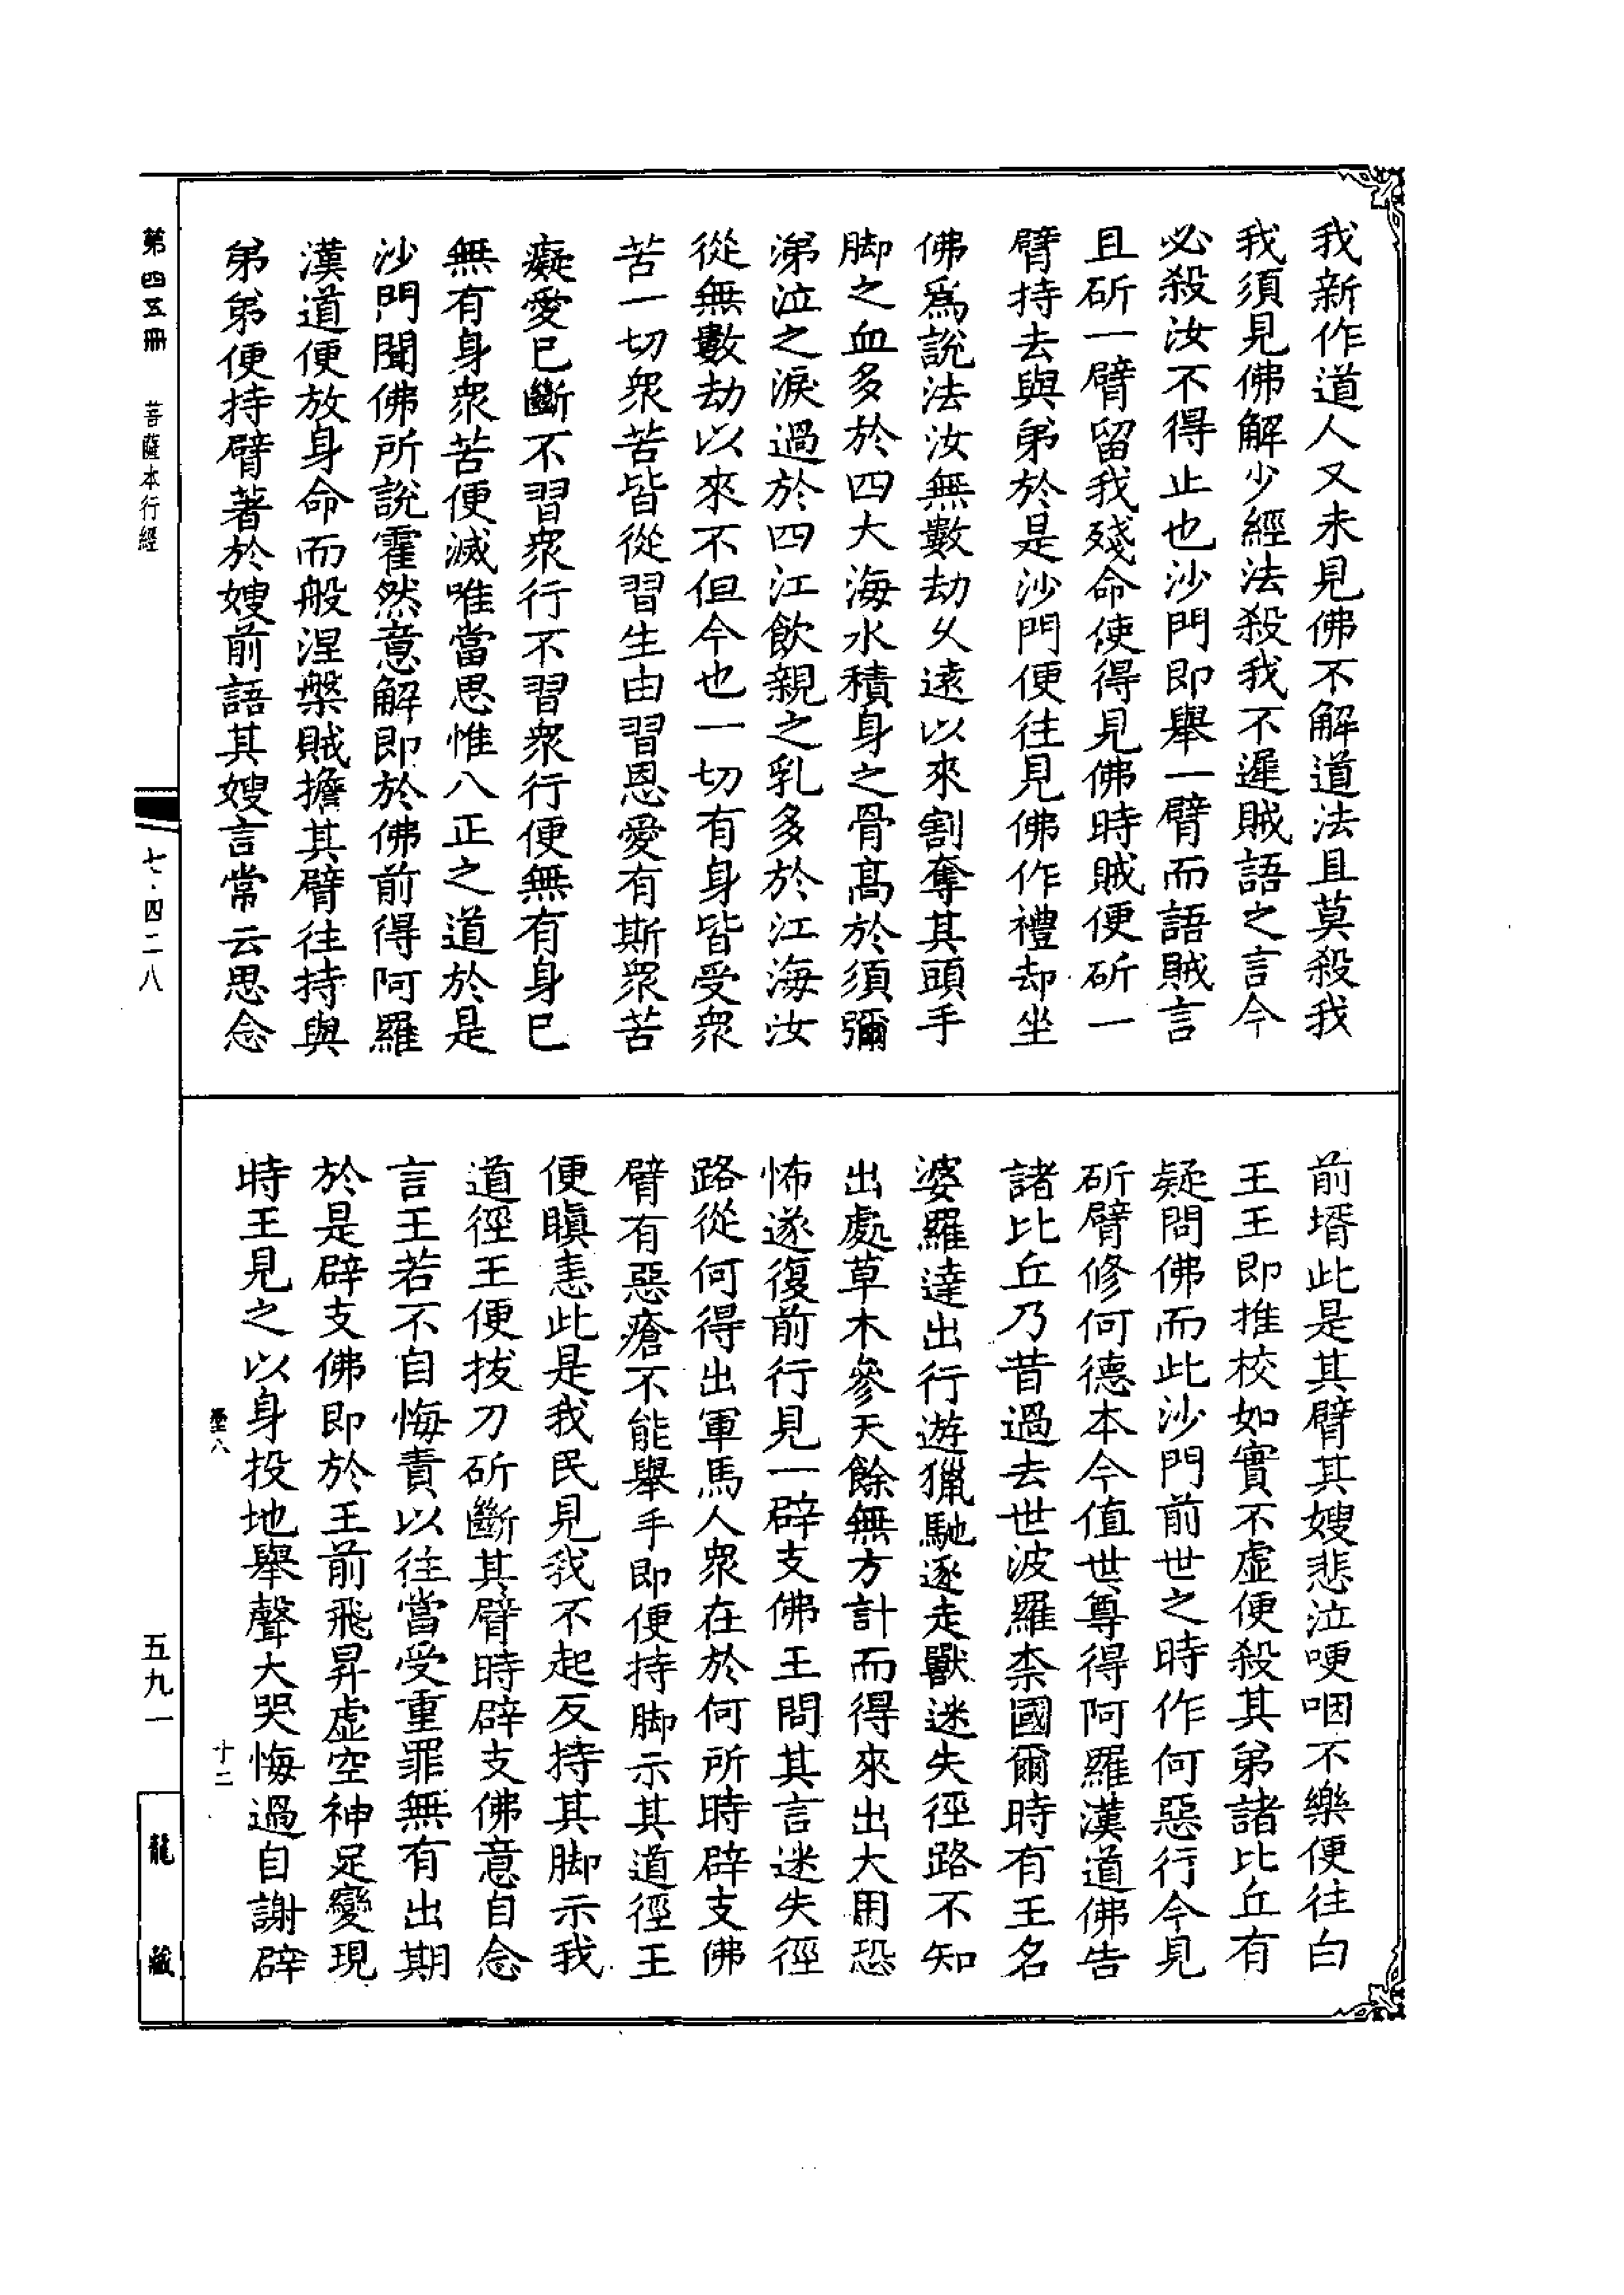 我新作道人又未見佛不解道法且莫殺我
我須見佛解少經法殺我不遲賊語之言今
必殺汝不得止也沙門即舉一臂而語賊言
且斫一臂留我殘命使得見佛時賊便斫一
臂持去與弟於是沙門便往見佛作禮却坐
佛爲說法汝無數劫久遠以來割奪其頭手
脚之血多於四大海水積身之骨高於須彌
涕泣之淚過於四江飲親之乳多於江海汝
從無數劫以來不但今也一切有身皆受衆
苦一切衆苦皆從習生由習恩愛有斯衆苦
癡愛已斷不習衆行不習衆行便無有身已
無有身衆苦便滅唯當思惟八正之道於是
沙門聞佛所說霍然意解即於佛前得阿羅
漢道便放身命而般涅槃賊擔其臂往持與
弟弟便持臂著於嫂前語其嫂言常云思念
前壻此是其臂其嫂悲泣哽咽不樂便往白
王王即推校如實不虛便殺其弟諸比丘有
疑問佛而此沙門前世之時作何惡行今見
斫臂修何德本今值世尊得阿羅漢道佛告
諸比丘乃昔過去世波羅柰國爾時有王名
婆羅達出行遊獵馳逐走獸迷失徑路不知
出處草木參天餘無方計而得來出大用恐
怖遂復前行見一辟支佛王問其言迷失徑
路從何得出軍馬人衆在於何所時辟支佛
臂有惡瘡不能舉手即便持脚示其道徑王
便瞋恚此是我民見我不起反持其脚示我
道徑王便拔刀斫斷其臂時辟支佛意自念
言王若不自悔責以往當受重罪無有出期
於是辟支佛即於王前飛昇虛空神足變現
時王見之以身投地舉聲大哭悔過自謝辟
墨八 十二
第四五冊 菩薩本行經 七·四二八 五九一 龍藏